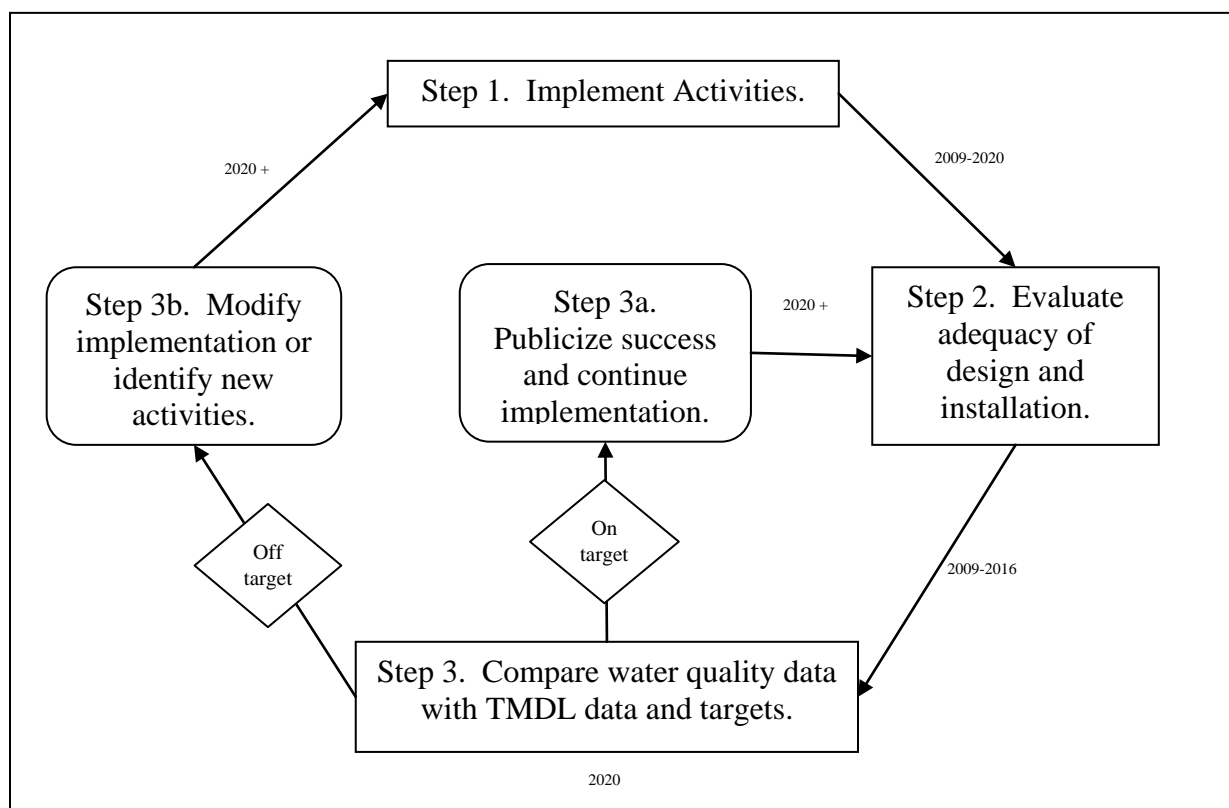 Step 1.  Implement Activities.
2020 +
2009-2020
Step 3b.  Modify
implementation or
identify new
activities.
Step 3a.
Publicize success
and continue
implementation.
2020 +
Step 2.  Evaluate
adequacy of
design and
installation.
Off
target
On
target
2009-2016
Step 3.  Compare water quality data
with TMDL data and targets.
2020